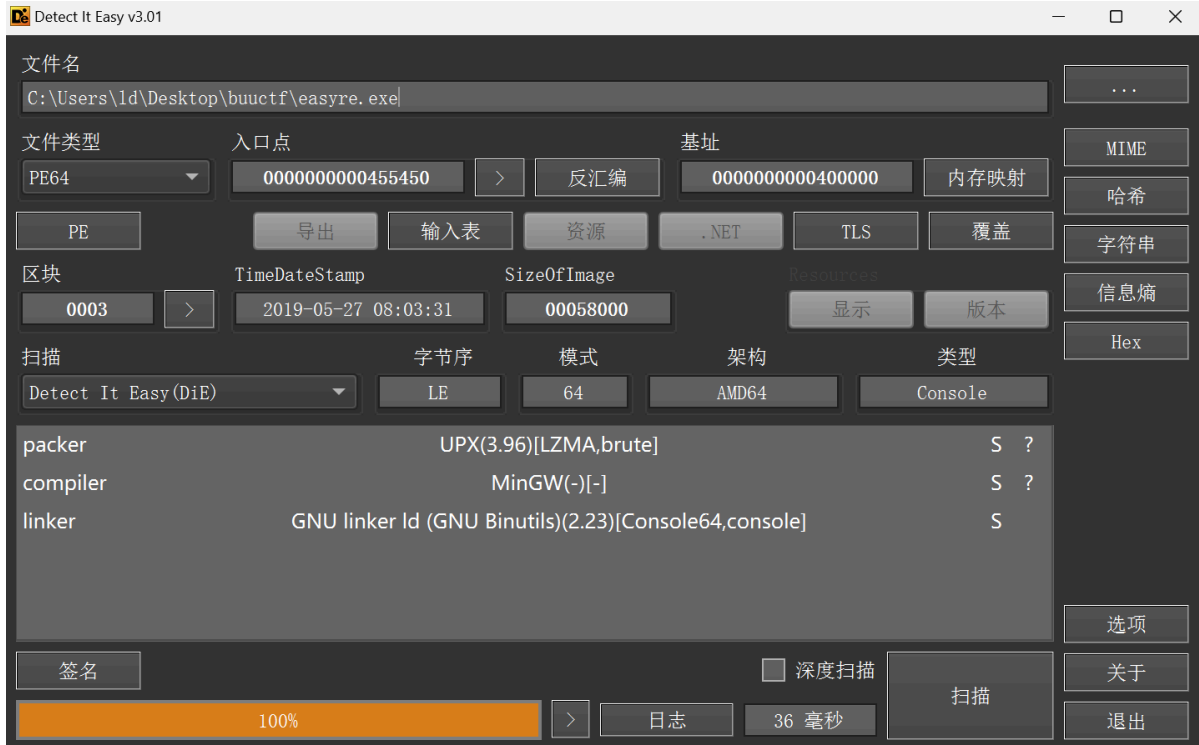 Detect It Easy v3.01
文件名
C:\Users\ld\Desktop\buuctf\easyre.exe
...
文件类型 入口点 基址
PE64 0000000000455450 > 反汇编 0000000000400000 内存映射 MIME
PE 导出 输入表 资源 .NET TLS 覆盖 哈希
区块 TimeDateStamp SizeOfImage Resources 字符串
0003 > 2019-05-27 08:03:31 00058000 显示 版本 信息熵
Hex
扫描 字节序 模式 架构 类型
Detect It Easy(DiE) LE 64 AMD64 Console
packer UPX(3.96)[LZMA,brute] S ?
compiler MinGW(-)[-] S ?
linker GNU linker ld (GNU Binutils)(2.23)[Console64,console] S
选项
签名 深度扫描 扫描 关于
100% > 日志 36 毫秒 退出